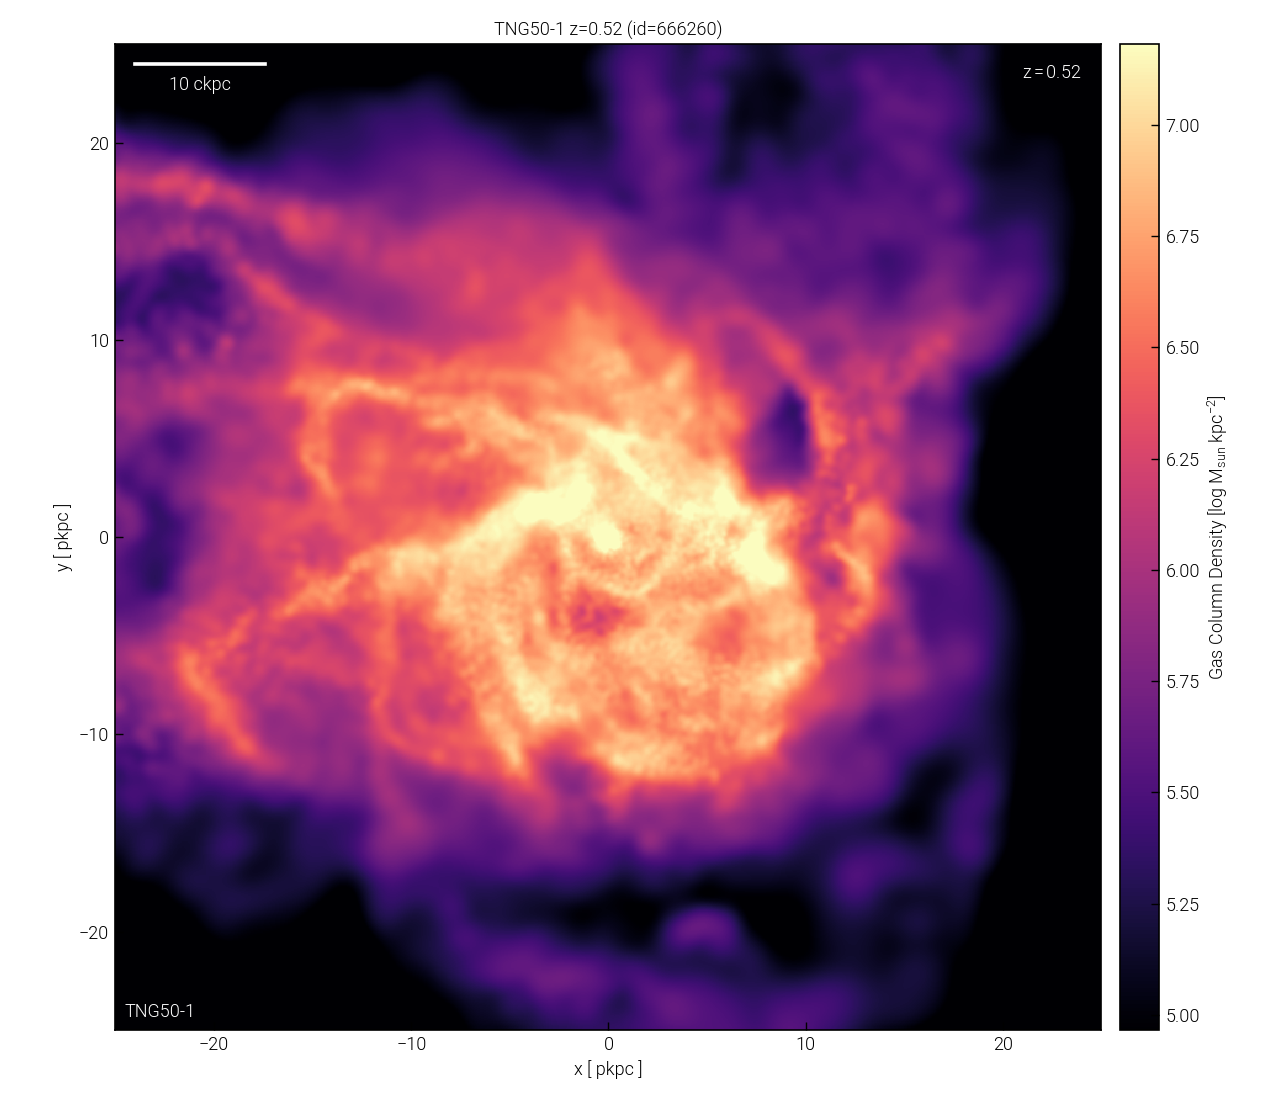 TNG50-1 z=0.52 (id=666260)
10 ckpc
z=0.52
TNG50-1
20
10
0
−10
−20
y [ pkpc ]
−20
−10
0
10
20
x [ pkpc ]
7.00
6.75
6.50
6.25
6.00
5.75
5.50
5.25
5.00
Gas Column Density [log M_sun kpc⁻²]